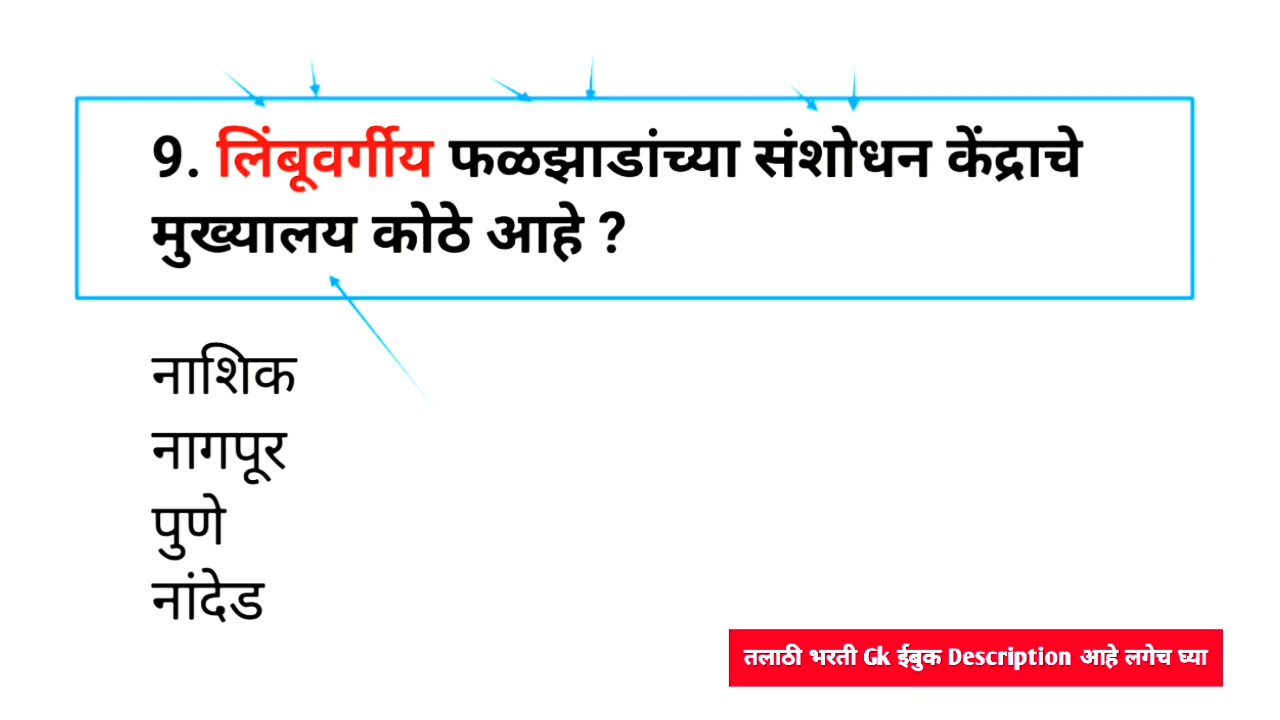 9. लिंबूवर्गीय फळझाडांच्या संशोधन केंद्राचे
मुख्यालय कोठे आहे ?
नाशिक
नागपूर
पुणे
नांदेड
तलाठी भरती Gk ईबुक Description आहे लगेच घ्या